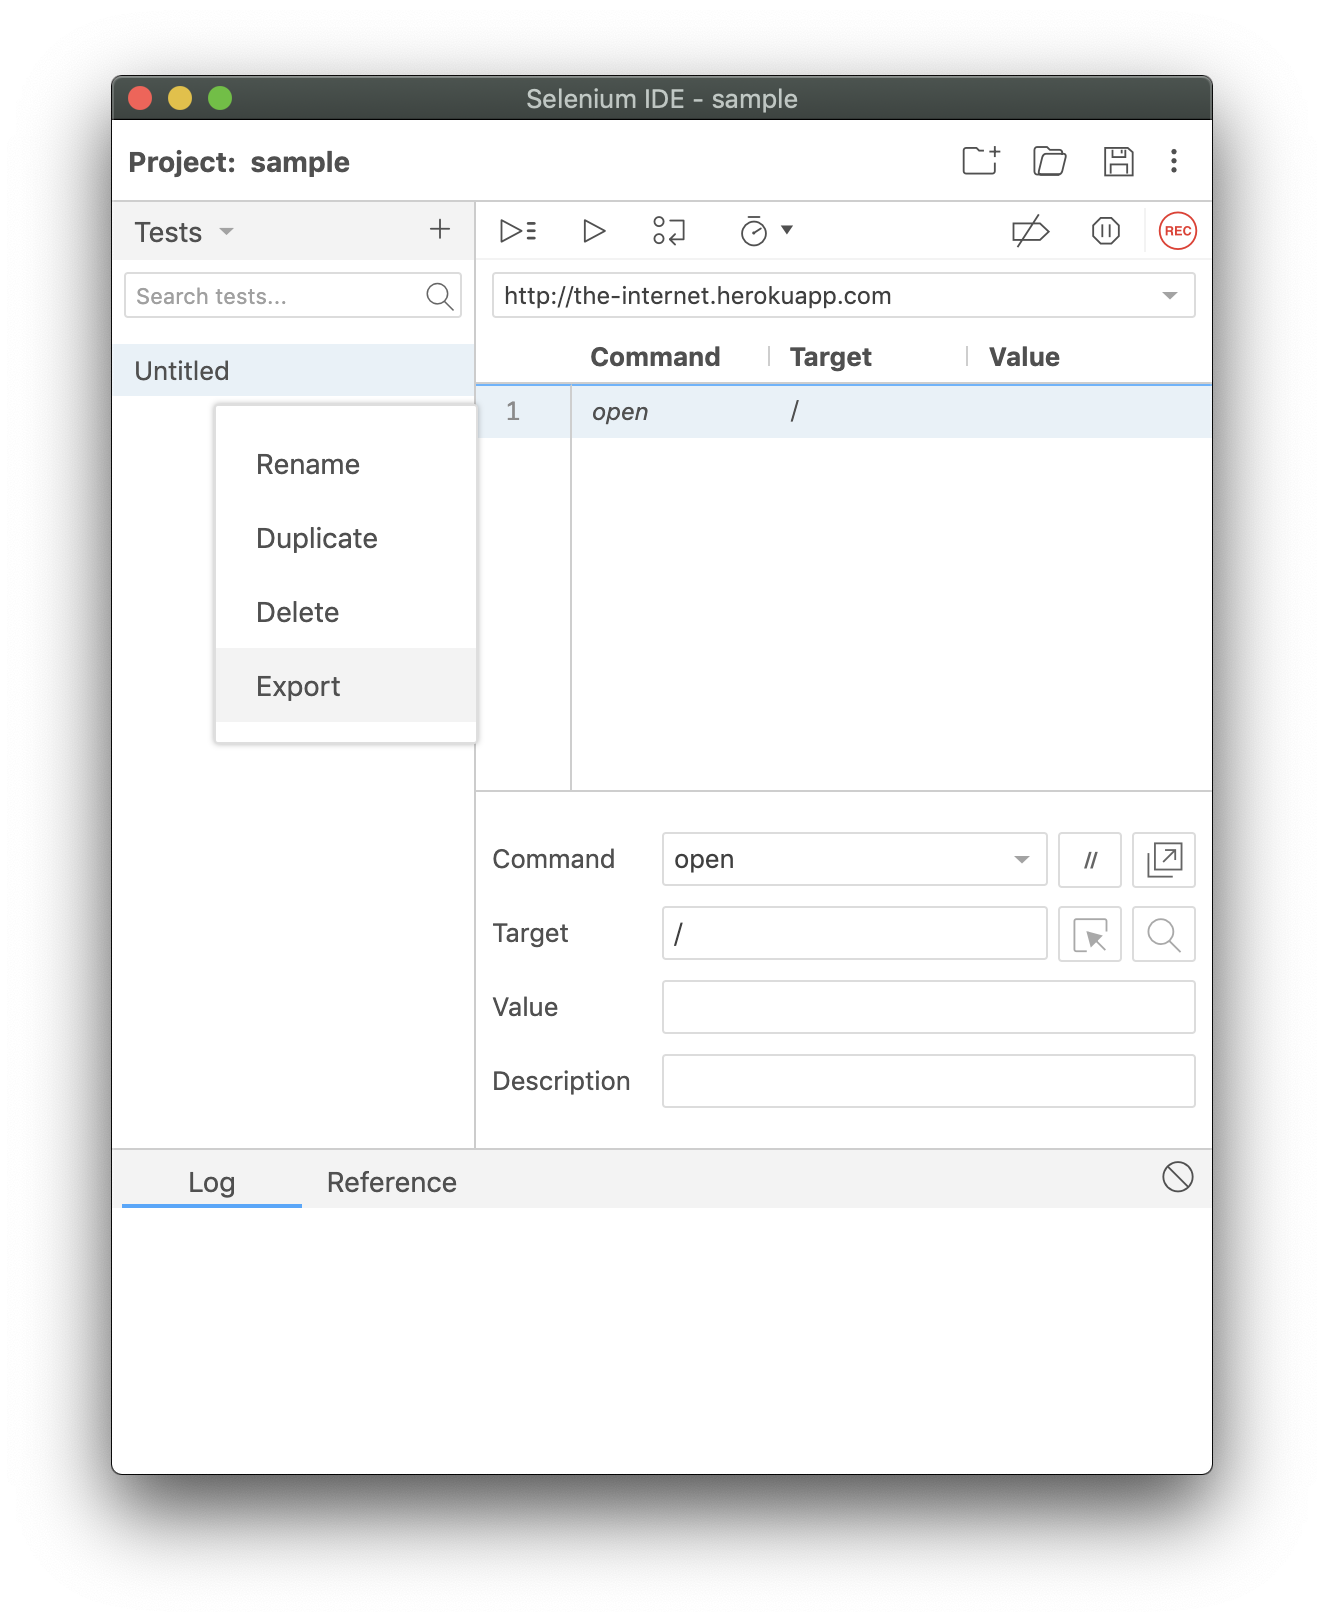 Selenium IDE - sample
Project: sample
Tests
REC
Search tests...
http://the-internet.herokuapp.com
Command Target Value
Untitled
1 open /
Rename
Duplicate
Delete
Export
Command open //
Target /
Value
Description
Log Reference